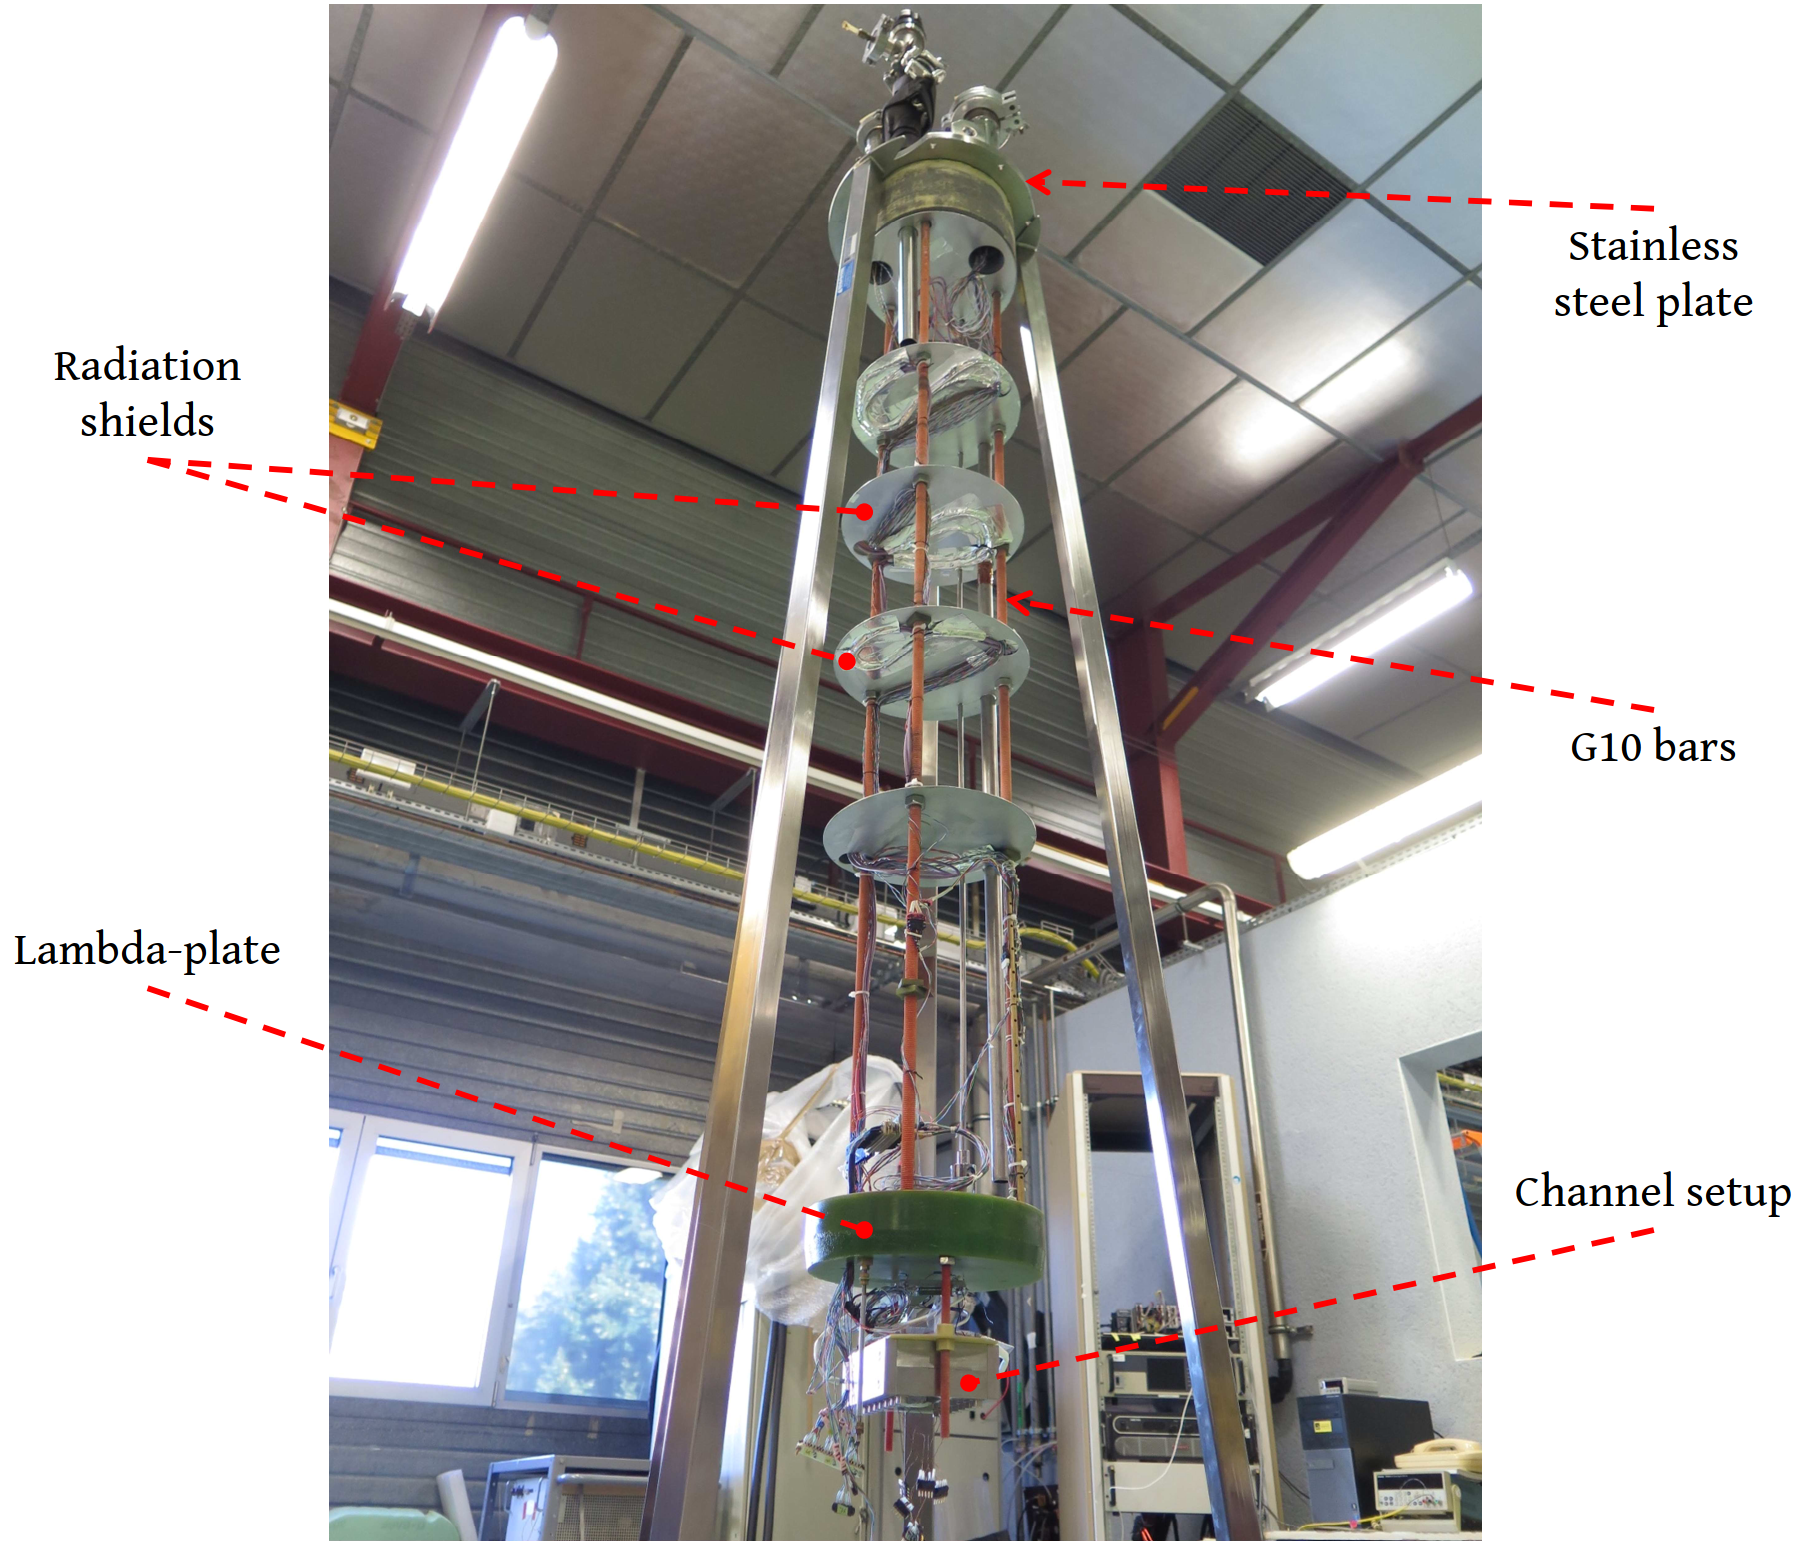 Stainless
steel plate
Radiation
shields
G10 bars
Lambda-plate
Channel setup